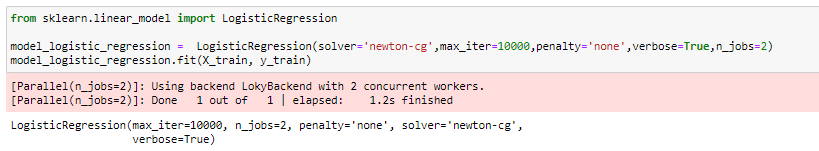 from sklearn.linear_model import LogisticRegression
model_logistic_regression =  LogisticRegression(solver='newton-cg',max_iter=10000,penalty='none',verbose=True,n_jobs=2)
model_logistic_regression.fit(X_train, y_train)
[Parallel(n_jobs=2)]: Using backend LokyBackend with 2 concurrent workers.
[Parallel(n_jobs=2)]: Done   1 out of   1 | elapsed:    1.2s finished
LogisticRegression(max_iter=10000, n_jobs=2, penalty='none', solver='newton-cg',
                   verbose=True)